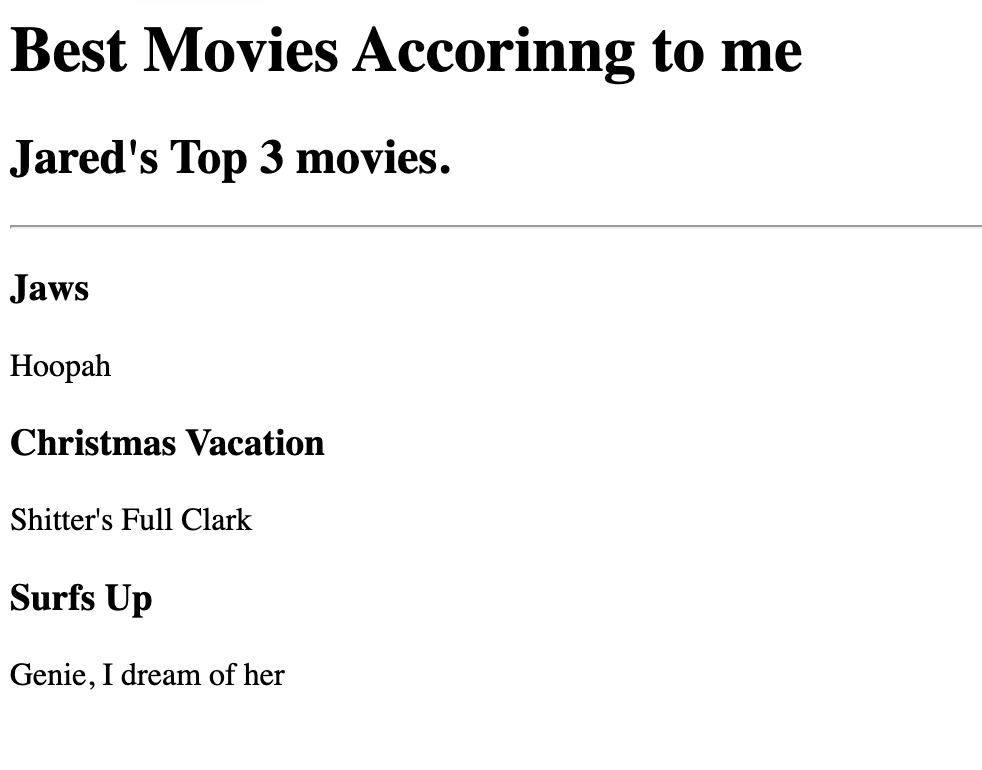 Best Movies Accorinng to me
Jared's Top 3 movies.
Jaws
Hoopah
Christmas Vacation
Shitter's Full Clark
Surfs Up
Genie, I dream of her